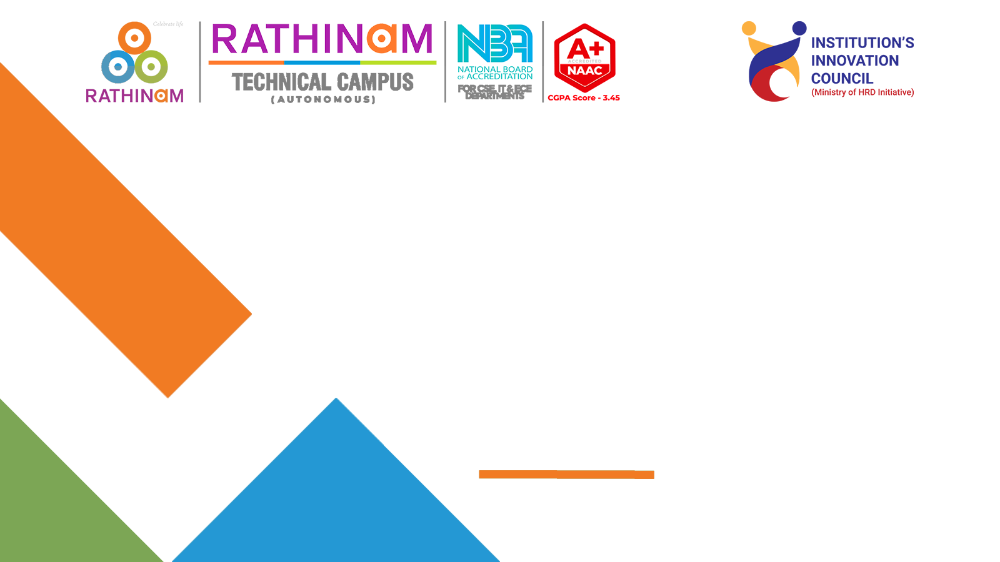 Celebrate life
RATHINAM
RATHINAM
TECHNICAL CAMPUS
(AUTONOMOUS)
NBA
NATIONAL BOARD
OF ACCREDITATION
FOR CSE, IT & ECE
DEPARTMENTS
A+
ACCREDITED
NAAC
CGPA Score - 3.45
INSTITUTION'S
INNOVATION
COUNCIL
(Ministry of HRD Initiative)